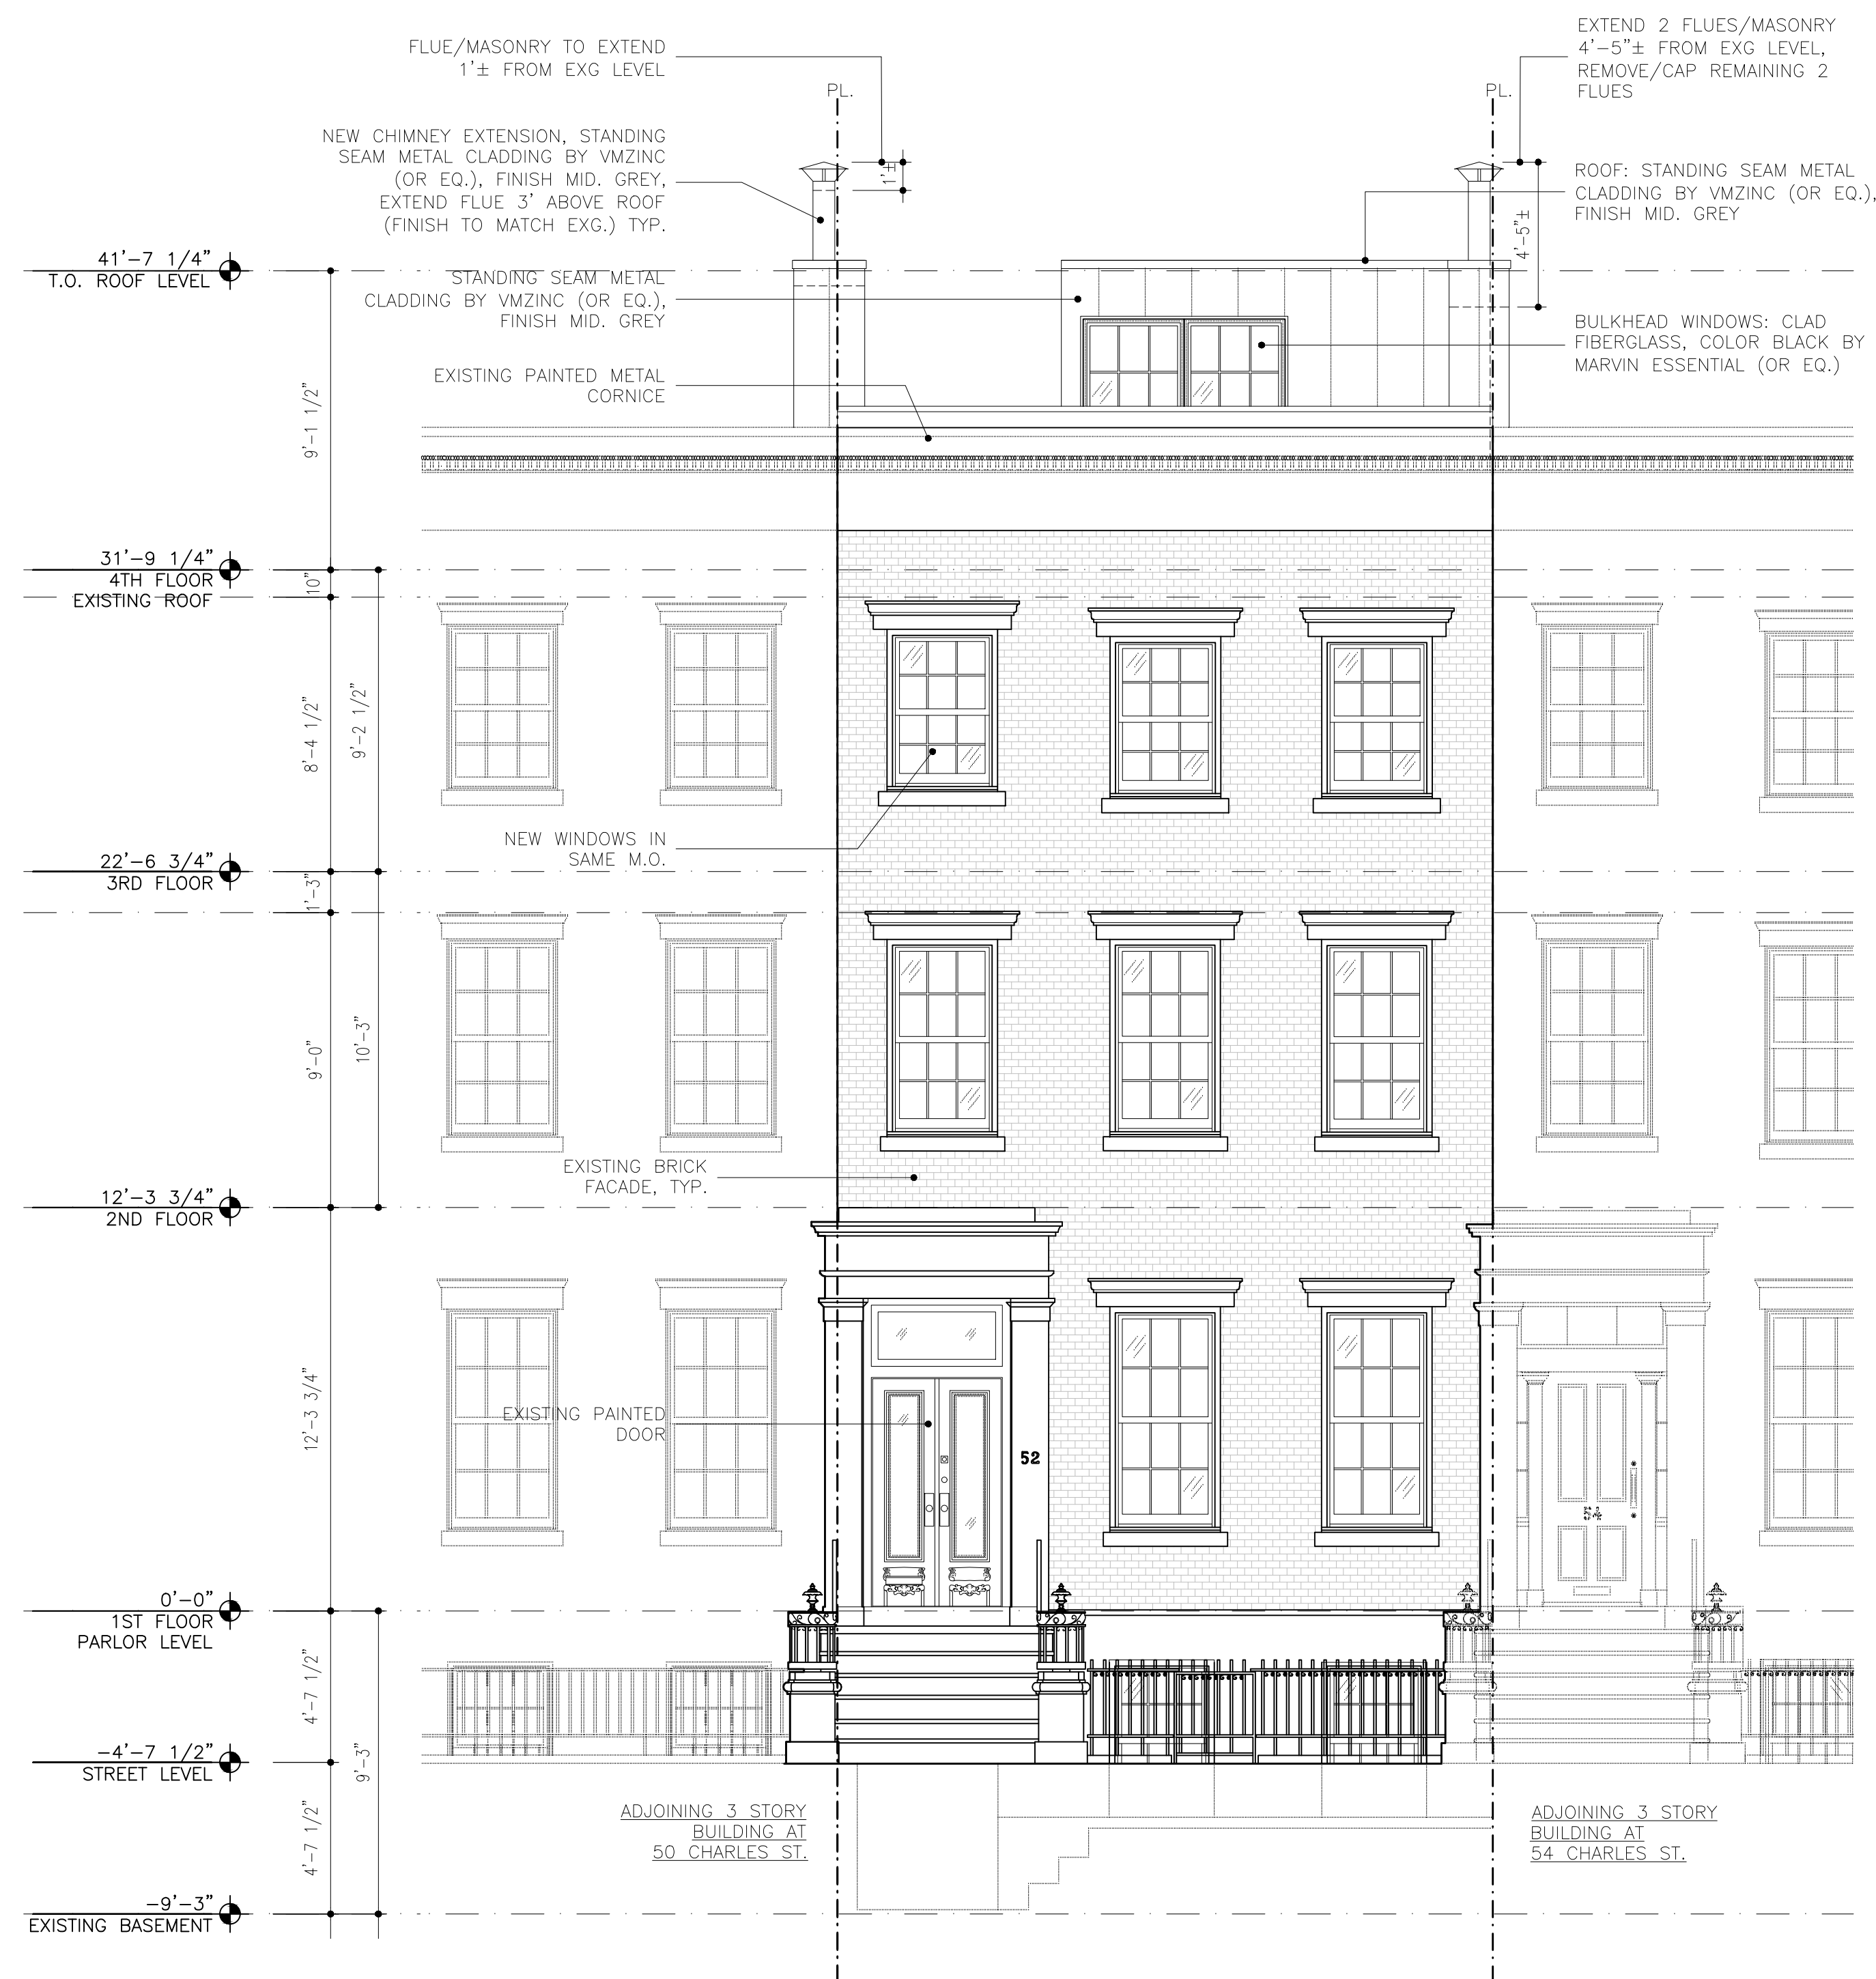 FLUE/MASONRY TO EXTEND
1'± FROM EXG LEVEL
EXTEND 2 FLUES/MASONRY
4'-5"± FROM EXG LEVEL,
REMOVE/CAP REMAINING 2
FLUES
PL.
PL.
NEW CHIMNEY EXTENSION, STANDING
SEAM METAL CLADDING BY VMZINC
(OR EQ.), FINISH MID. GREY,
EXTEND FLUE 3' ABOVE ROOF
(FINISH TO MATCH EXG.) TYP.
1'±
4'-5"±
ROOF: STANDING SEAM METAL
CLADDING BY VMZINC (OR EQ.),
FINISH MID. GREY
41'-7 1/4"
T.O. ROOF LEVEL
STANDING SEAM METAL
CLADDING BY VMZINC (OR EQ.),
FINISH MID. GREY
BULKHEAD WINDOWS: CLAD
FIBERGLASS, COLOR BLACK BY
MARVIN ESSENTIAL (OR EQ.)
EXISTING PAINTED METAL
CORNICE
9'-1 1/2"
31'-9 1/4"
4TH FLOOR
EXISTING ROOF
10"
8'-4 1/2"
9'-2 1/2"
NEW WINDOWS IN
SAME M.O.
22'-6 3/4"
3RD FLOOR
1'-3"
9'-0"
10'-3"
EXISTING BRICK
FACADE, TYP.
12'-3 3/4"
2ND FLOOR
12'-3 3/4"
EXISTING PAINTED
DOOR
52
0'-0"
1ST FLOOR
PARLOR LEVEL
4'-7 1/2"
9'-3"
-4'-7 1/2"
STREET LEVEL
4'-7 1/2"
ADJOINING 3 STORY
BUILDING AT
50 CHARLES ST.
ADJOINING 3 STORY
BUILDING AT
54 CHARLES ST.
-9'-3"
EXISTING BASEMENT